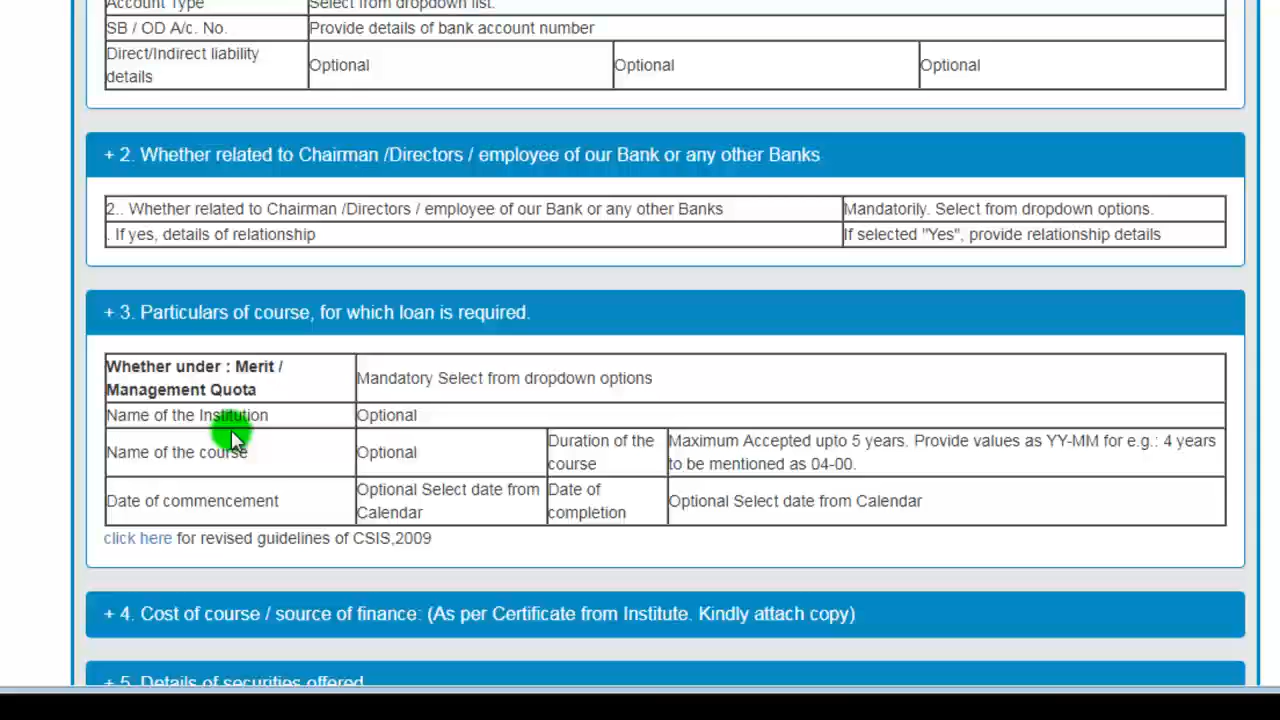 Account Type Select from dropdown list.
SB / OD A/c. No. Provide details of bank account number
Direct/Indirect liability
details
Optional Optional Optional
+ 2. Whether related to Chairman /Directors / employee of our Bank or any other Banks
2.. Whether related to Chairman /Directors / employee of our Bank or any other Banks Mandatorily. Select from dropdown options.
. If yes, details of relationship If selected "Yes", provide relationship details
+ 3. Particulars of course, for which loan is required.
Whether under : Merit /
Management Quota
Mandatory Select from dropdown options
Name of the Institution Optional
Name of the course Optional
Duration of the
course
Maximum Accepted upto 5 years. Provide values as YY-MM for e.g.: 4 years
to be mentioned as 04-00.
Date of commencement
Optional Select date from
Calendar
Date of
completion
Optional Select date from Calendar
click here for revised guidelines of CSIS,2009
+ 4. Cost of course / source of finance: (As per Certificate from Institute. Kindly attach copy)
+ 5. Details of securities offered